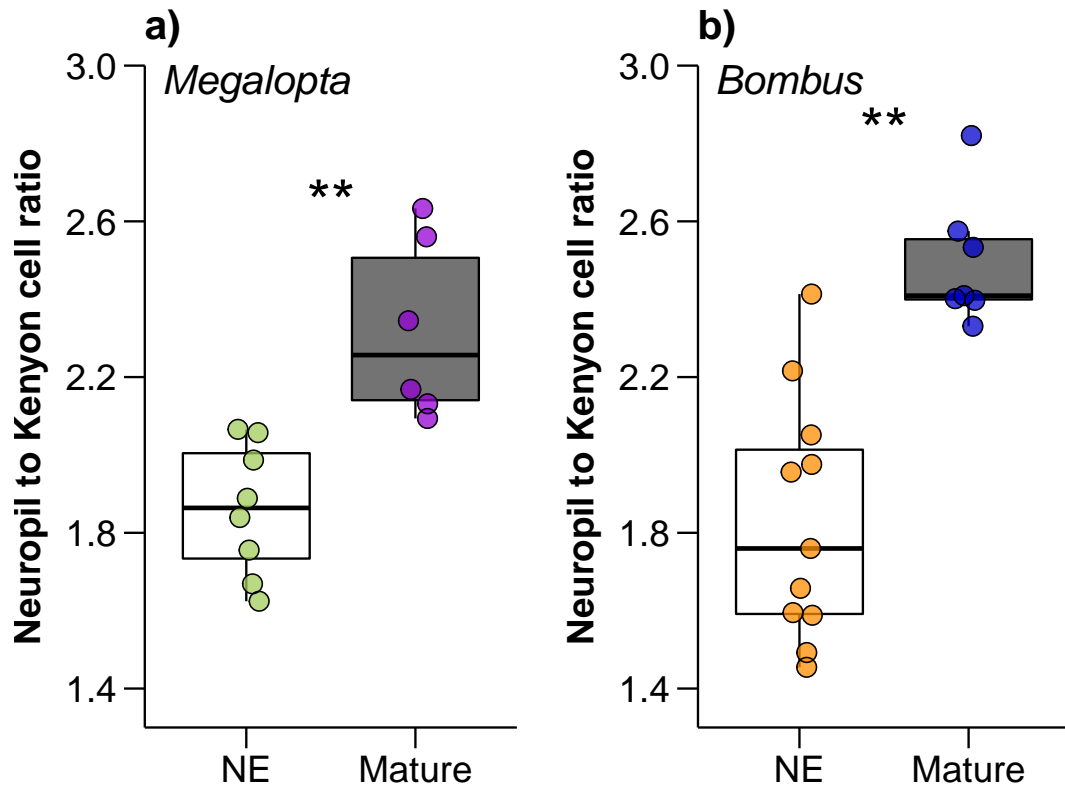 a)
Megalopta
**
Neuropil to Kenyon cell ratio
3.0
2.6
2.2
1.8
1.4
NE Mature
b)
Bombus
**
Neuropil to Kenyon cell ratio
3.0
2.6
2.2
1.8
1.4
NE Mature